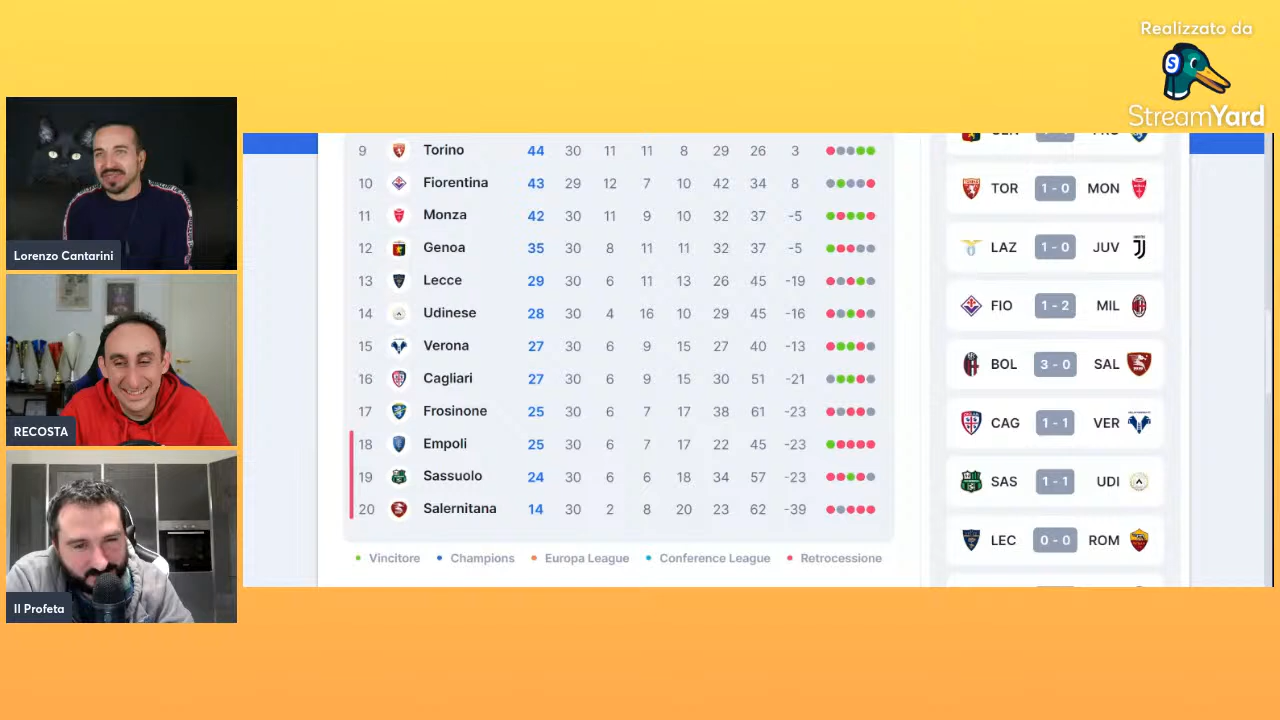 Realizzato da
StreamYard
Lorenzo Cantarini
RECOSTA
Il Profeta
9 Torino 44 30 11 11 8 29 26 3
10 Fiorentina 43 29 12 7 10 42 34 8
11 Monza 42 30 11 9 10 32 37 -5
12 Genoa 35 30 8 11 11 32 37 -5
13 Lecce 29 30 6 11 13 26 45 -19
14 Udinese 28 30 4 16 10 29 45 -16
15 Verona 27 30 6 9 15 27 40 -13
16 Cagliari 27 30 6 9 15 30 51 -21
17 Frosinone 25 30 6 7 17 38 61 -23
18 Empoli 25 30 6 7 17 22 45 -23
19 Sassuolo 24 30 6 6 18 34 57 -23
20 Salernitana 14 30 2 8 20 23 62 -39
Vincitore Champions Europa League Conference League Retrocessione
TOR 1 - 0 MON
LAZ 1 - 0 JUV
FIO 1 - 2 MIL
BOL 3 - 0 SAL
CAG 1 - 1 VER
SAS 1 - 1 UDI
LEC 0 - 0 ROM